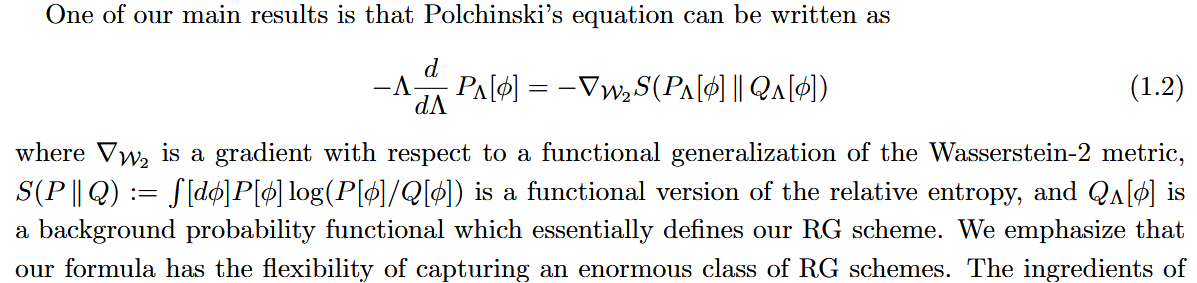 One of our main results is that Polchinski's equation can be written as
−Λ d/dΛ P_Λ[ϕ] = −∇_{𝒲₂} S(P_Λ[ϕ] ∥ Q_Λ[ϕ]) (1.2)
where ∇_{𝒲₂} is a gradient with respect to a functional generalization of the Wasserstein-2 metric,
S(P ∥ Q) := ∫[dϕ]P[ϕ] log(P[ϕ]/Q[ϕ]) is a functional version of the relative entropy, and Q_Λ[ϕ] is
a background probability functional which essentially defines our RG scheme. We emphasize that
our formula has the flexibility of capturing an enormous class of RG schemes. The ingredients of